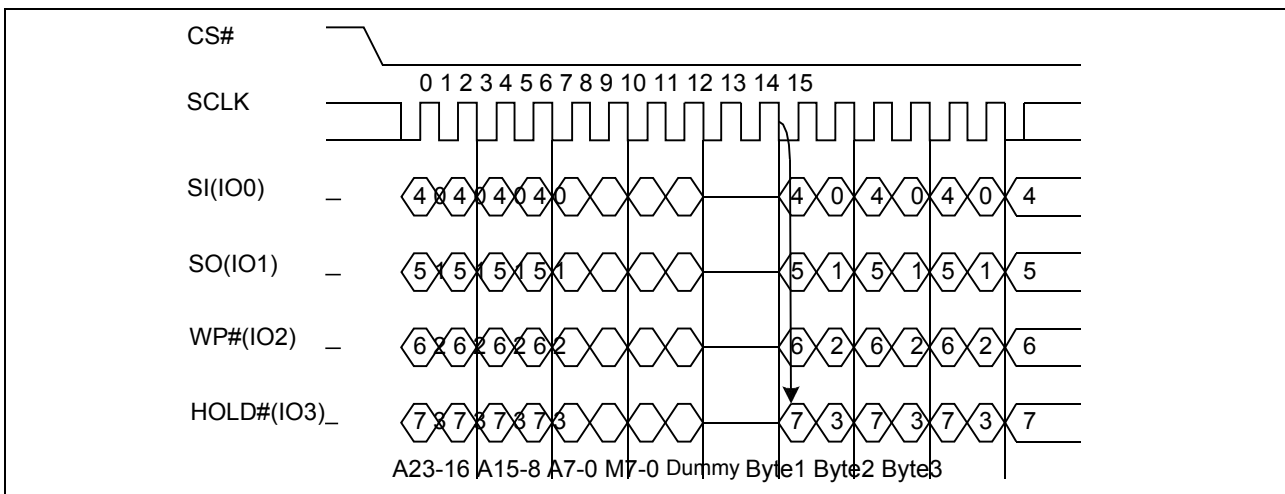 CS#
0 1 2 3 4 5 6 7 8 9 10 11 12 13 14 15
SCLK
SI(IO0) _ 4 0 4 0 4 0 4 0 4 0 4 0 4 0 4
SO(IO1) _ 5 1 5 1 5 1 5 1 5 1 5 1 5 1 5
WP#(IO2) _ 6 2 6 2 6 2 6 2 6 2 6 2 6 2 6
HOLD#(IO3)_ 7 3 7 3 7 3 7 3 7 3 7 3 7 3 7
A23-16 A15-8 A7-0 M7-0 Dummy Byte1 Byte2 Byte3